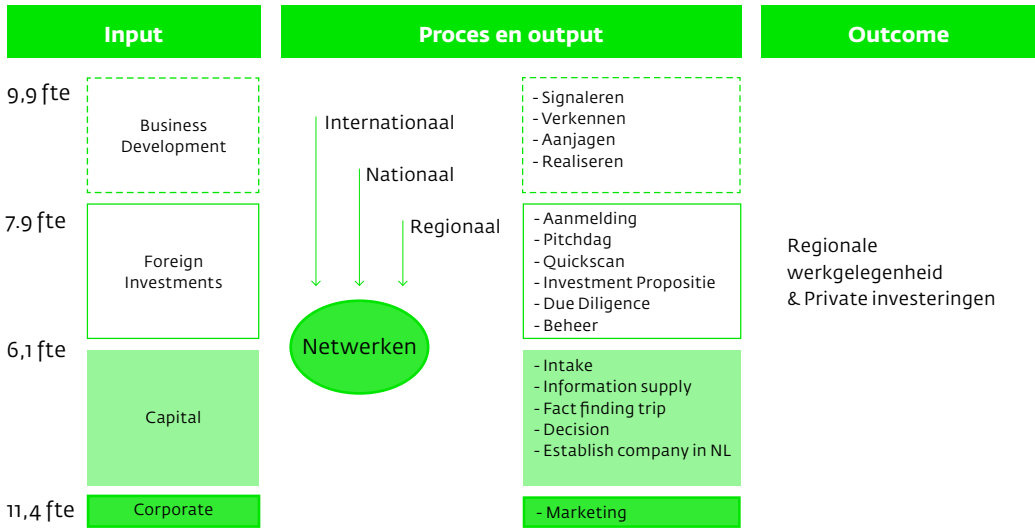 Input
Proces en output
Outcome
9,9 fte
Business
Development
Internationaal
Nationaal
Regionaal
- Signaleren
- Verkennen
- Aanjagen
- Realiseren
7.9 fte
Foreign
Investments
Netwerken
- Aanmelding
- Pitchdag
- Quickscan
- Investment Propositie
- Due Diligence
- Beheer
Regionale
werkgelegenheid
& Private investeringen
6,1 fte
Capital
- Intake
- Information supply
- Fact finding trip
- Decision
- Establish company in NL
11,4 fte
Corporate
- Marketing